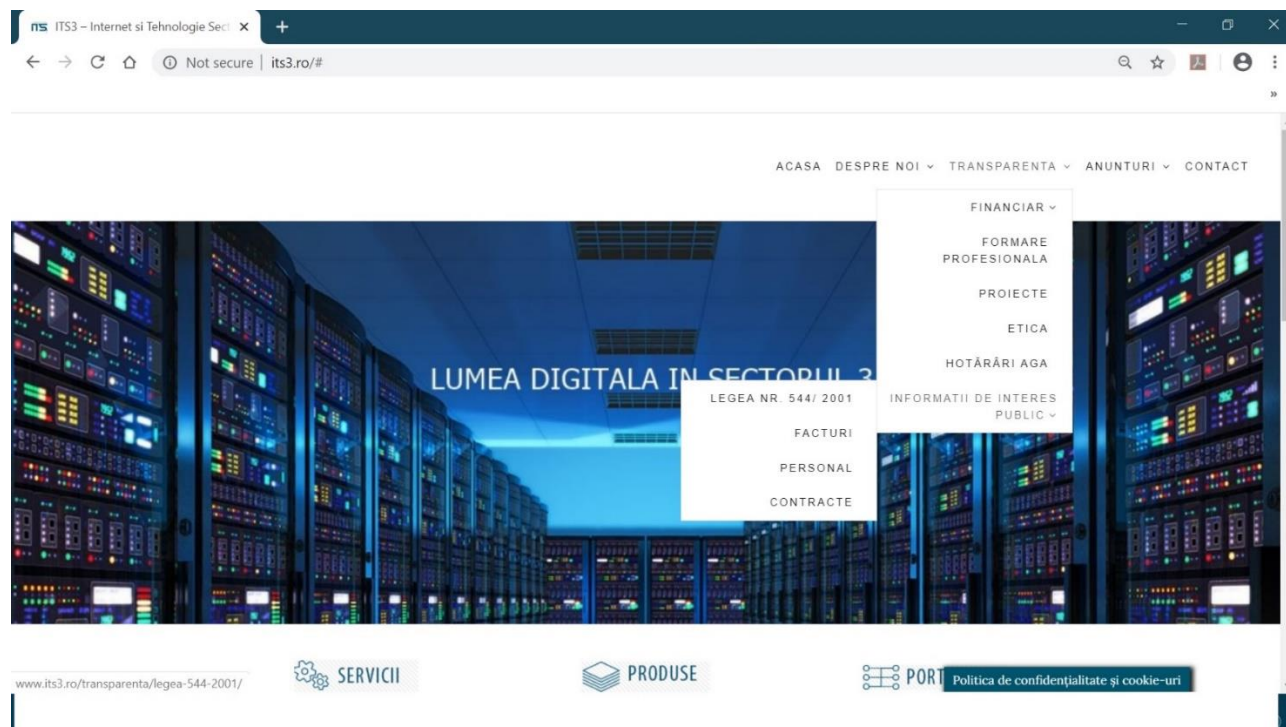 ITS ITS3 – Internet si Tehnologie Sect
Not secure | its3.ro/#
»
ACASA DESPRE NOI TRANSPARENTA ANUNTURI CONTACT
FINANCIAR
FORMARE
PROFESIONALA
PROIECTE
ETICA
HOTĂRÂRI AGA
INFORMATII DE INTERES
PUBLIC
LUMEA DIGITALA IN SECTORUL 3
LEGEA NR. 544/ 2001
FACTURI
PERSONAL
CONTRACTE
SERVICII
PRODUSE
PORT
www.its3.ro/transparenta/legea-544-2001/
Politica de confidențialitate și cookie-uri